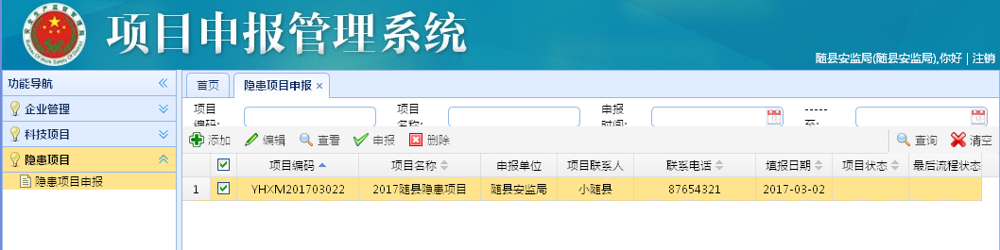 项目申报管理系统
随县安监局(随县安监局),你好 | 注销
功能导航
企业管理
科技项目
隐患项目
隐患项目申报
首页 隐患项目申报
项目编码: 项目名称: 申报时间: -----至:
添加 编辑 查看 申报 删除 查询 清空
项目编码 项目名称 申报单位 项目联系人 联系电话 填报日期 项目状态 最后流程状态
1 YHXM201703022 2017随县隐患项目 随县安监局 小随县 87654321 2017-03-02